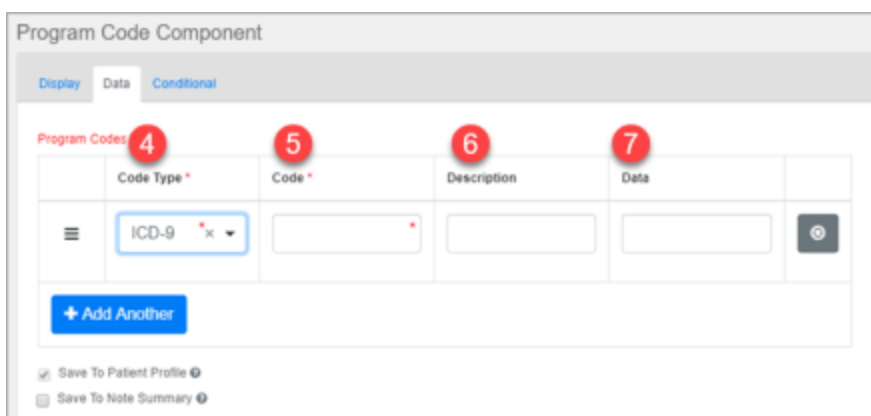 Program Code Component
Display Data Conditional
Program Codes
4 5 6 7
Code Type * Code * Description Data
ICD-9 * × *
+ Add Another
Save To Patient Profile
Save To Note Summary